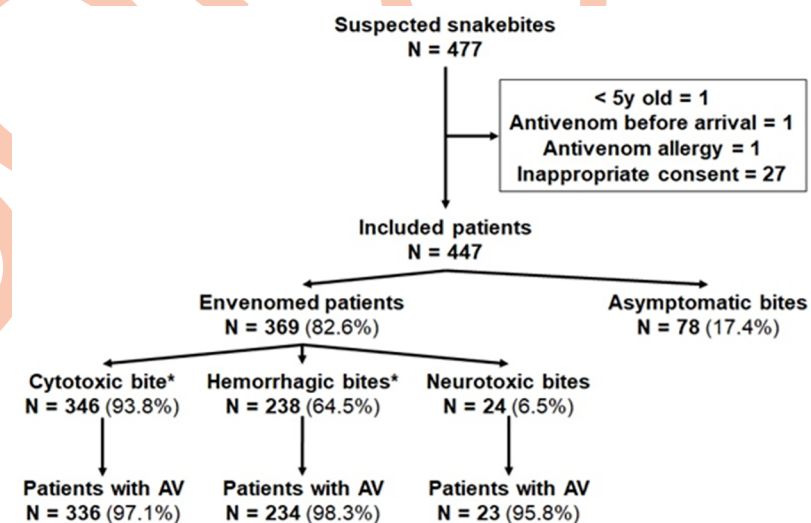 Suspected snakebites
N = 477
< 5y old = 1
Antivenom before arrival = 1
Antivenom allergy = 1
Inappropriate consent = 27
Included patients
N = 447
Envenomed patients
N = 369 (82.6%)
Asymptomatic bites
N = 78 (17.4%)
Cytotoxic bite*
N = 346 (93.8%)
Hemorrhagic bites*
N = 238 (64.5%)
Neurotoxic bites
N = 24 (6.5%)
Patients with AV
N = 336 (97.1%)
Patients with AV
N = 234 (98.3%)
Patients with AV
N = 23 (95.8%)